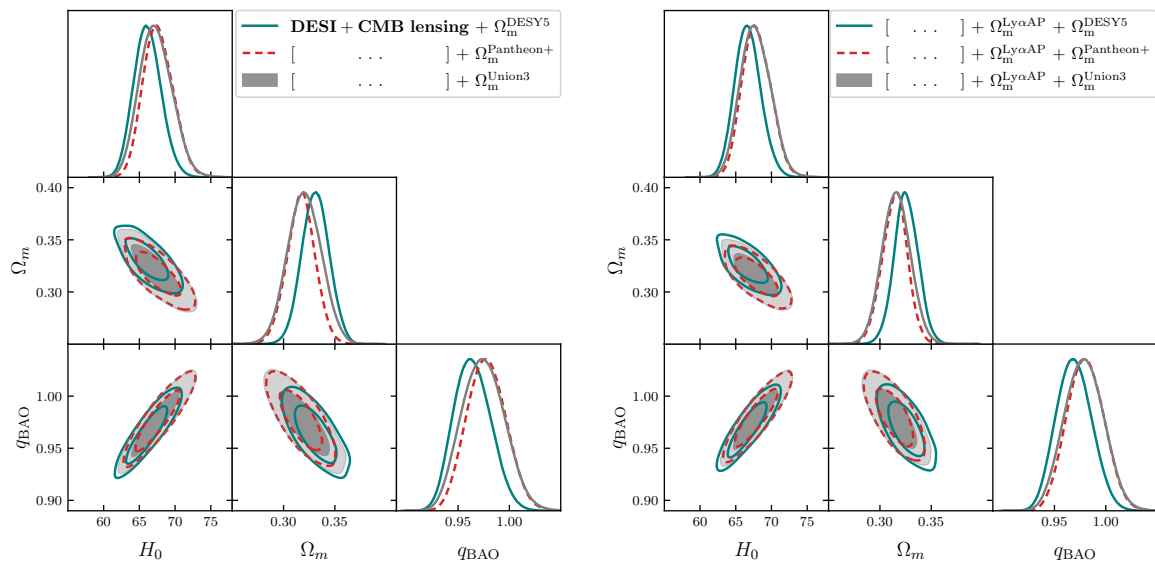 DESI + CMB lensing + Ω_m^DESY5
[ ... ] + Ω_m^Pantheon+
[ ... ] + Ω_m^Union3
0.40
0.35
0.30
Ω_m
1.00
0.95
0.90
q_BAO
60 65 70 75
H_0
0.30 0.35
Ω_m
0.95 1.00
q_BAO
[ ... ] + Ω_m^LyαAP + Ω_m^DESY5
[ ... ] + Ω_m^LyαAP + Ω_m^Pantheon+
[ ... ] + Ω_m^LyαAP + Ω_m^Union3
0.40
0.35
0.30
Ω_m
1.00
0.95
0.90
q_BAO
60 65 70 75
H_0
0.30 0.35
Ω_m
0.95 1.00
q_BAO